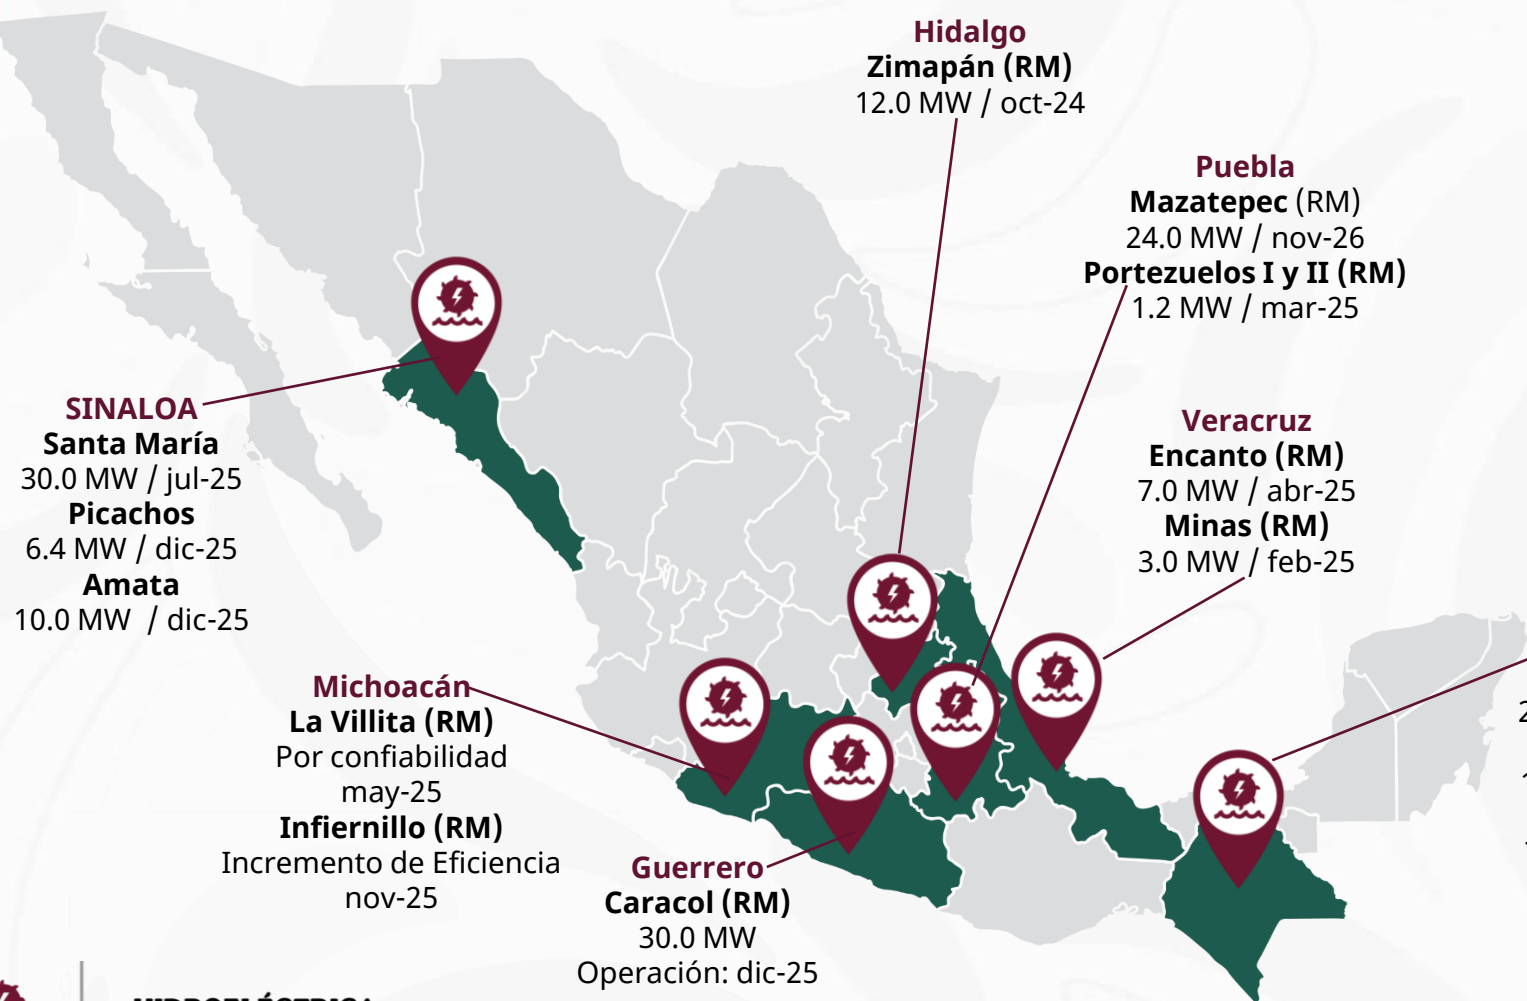 Hidalgo
Zimapán (RM)
12.0 MW / oct-24
Puebla
Mazatepec (RM)
24.0 MW / nov-26
Portezuelos I y II (RM)
1.2 MW / mar-25
SINALOA
Santa María
30.0 MW / jul-25
Picachos
6.4 MW / dic-25
Amata
10.0 MW / dic-25
Veracruz
Encanto (RM)
7.0 MW / abr-25
Minas (RM)
3.0 MW / feb-25
Michoacán
La Villita (RM)
Por confiabilidad
may-25
Infiernillo (RM)
Incremento de Eficiencia
nov-25
Guerrero
Caracol (RM)
30.0 MW
Operación: dic-25